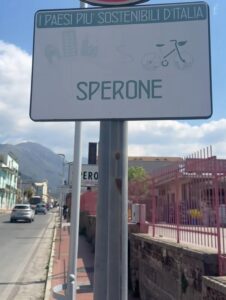 I PAESI PIÙ SOSTENIBILI D'ITALIA
SPERONE